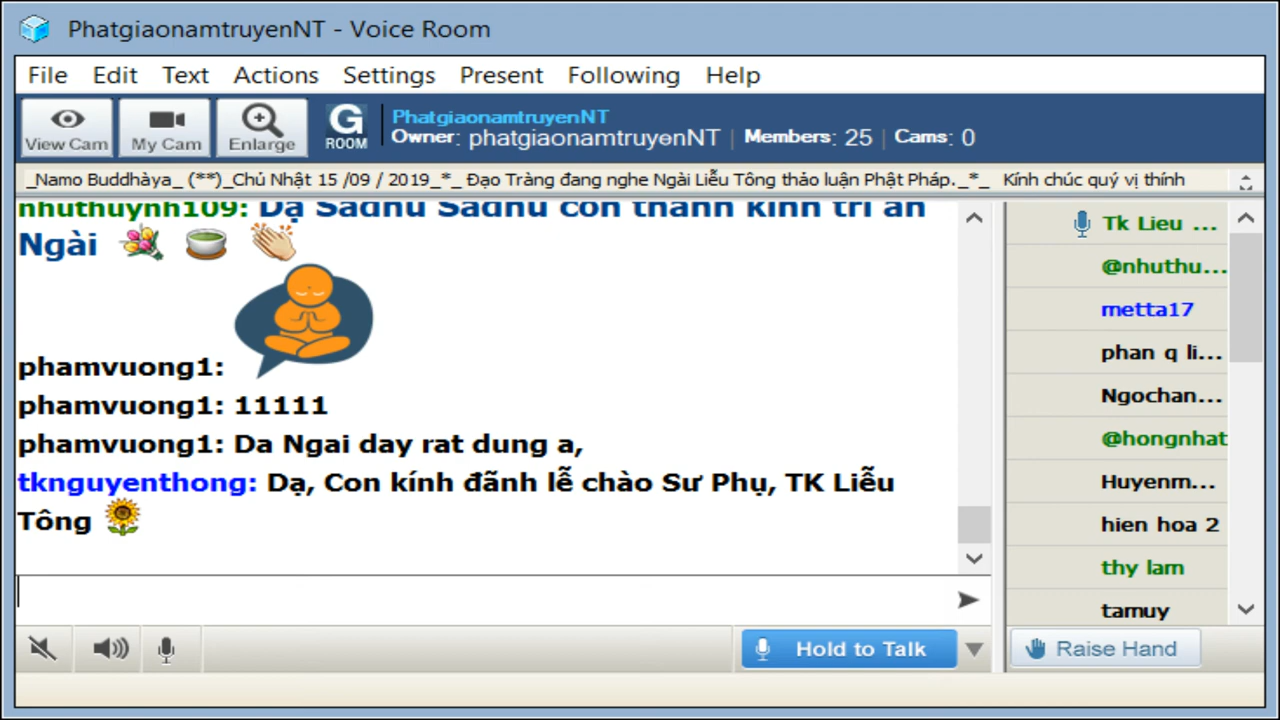 PhatgiaonamtruyenNT - Voice Room
File Edit Text Actions Settings Present Following Help
View Cam My Cam Enlarge G ROOM
PhatgiaonamtruyenNT
Owner: phatgiaonamtruyenNT | Members: 25 | Cams: 0
_Namo Buddhàya_ (**)_Chủ Nhật 15 /09 / 2019_*_ Đạo Tràng đang nghe Ngài Liễu Tông thảo luận Phật Pháp._*_ Kính chúc quý vị thính
nhuthuynh109: Dạ Sadhu Sadhu con thành kính tri ân
Ngài
phamvuong1:
phamvuong1: 11111
phamvuong1: Da Ngai day rat dung a,
tknguyenthong: Dạ, Con kính đãnh lễ chào Sư Phụ, TK Liễu
Tông
Tk Lieu ...
@nhuthu...
metta17
phan q li...
Ngochan...
@hongnhat
Huyenm...
hien hoa 2
thy lam
tamuy
Hold to Talk
Raise Hand